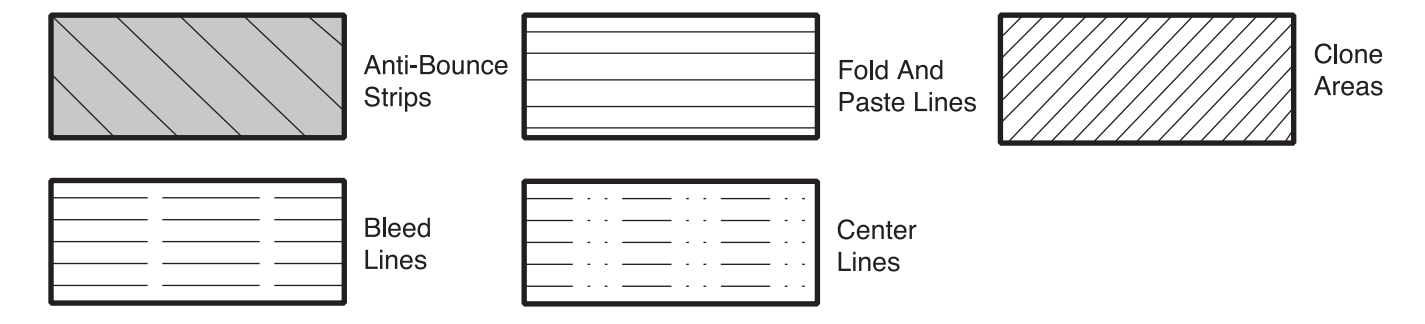 Anti-Bounce
Strips
Fold And
Paste Lines
Clone
Areas
Bleed
Lines
Center
Lines